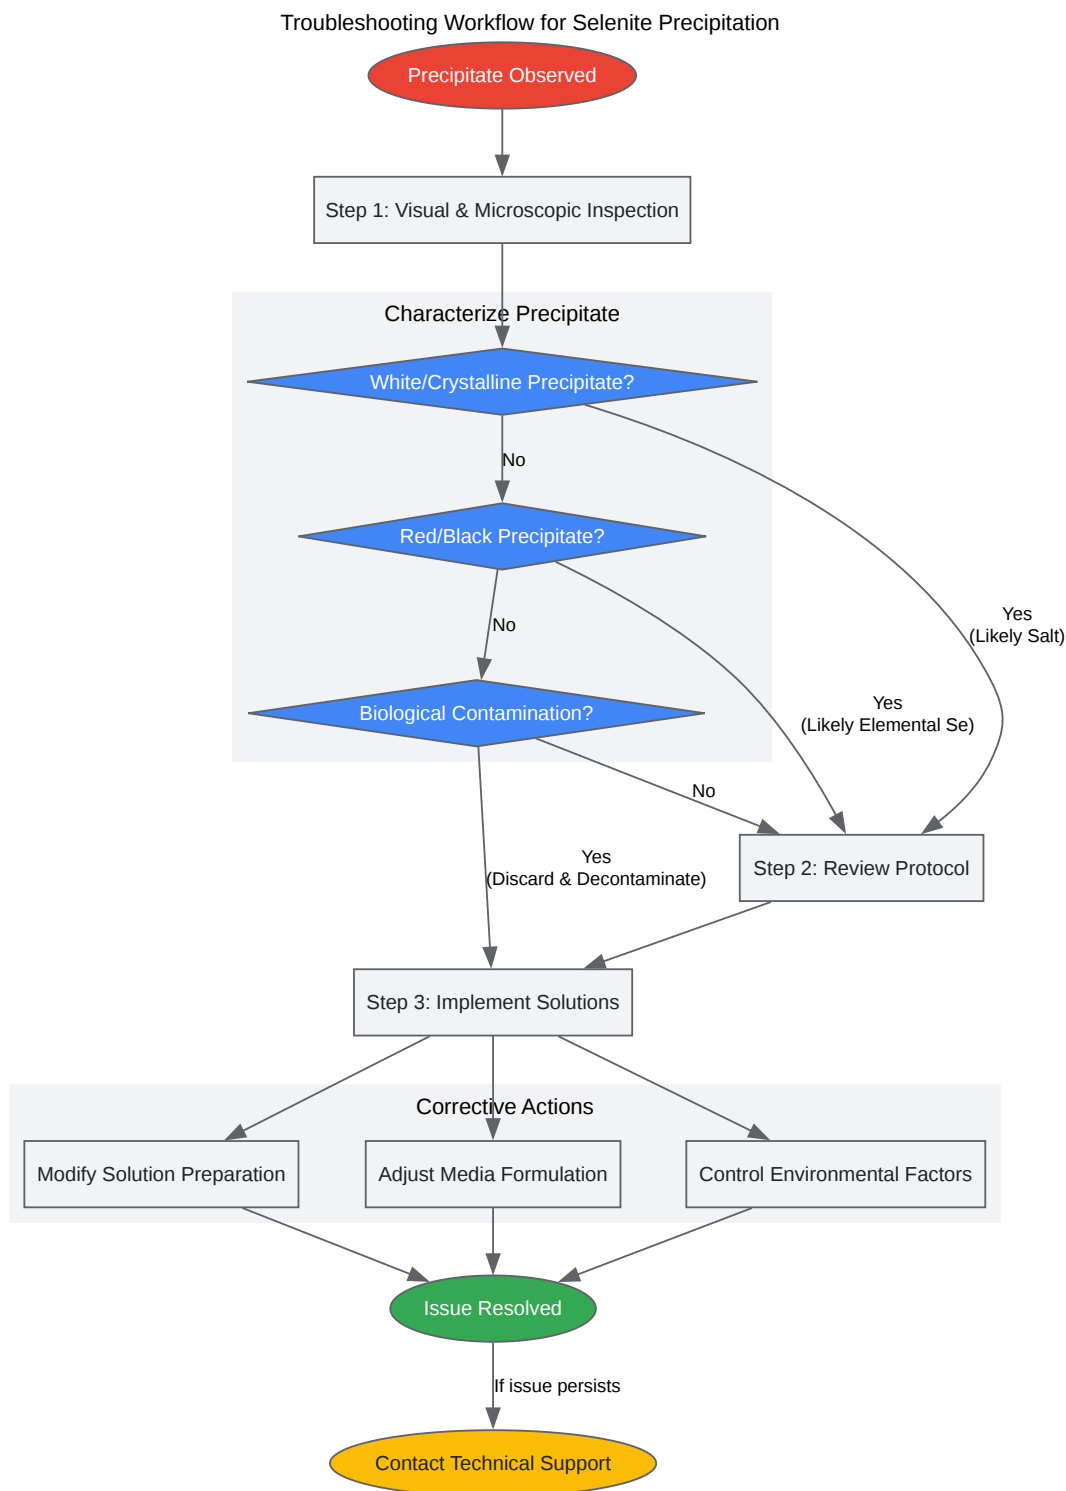 Troubleshooting Workflow for Selenite Precipitation
Precipitate Observed
Step 1: Visual & Microscopic Inspection
Characterize Precipitate
White/Crystalline Precipitate?
No
Red/Black Precipitate?
No
Yes
(Likely Salt)
Yes
(Likely Elemental Se)
Biological Contamination?
No
Yes
(Discard & Decontaminate)
Step 2: Review Protocol
Step 3: Implement Solutions
Corrective Actions
Modify Solution Preparation
Adjust Media Formulation
Control Environmental Factors
Issue Resolved
If issue persists
Contact Technical Support